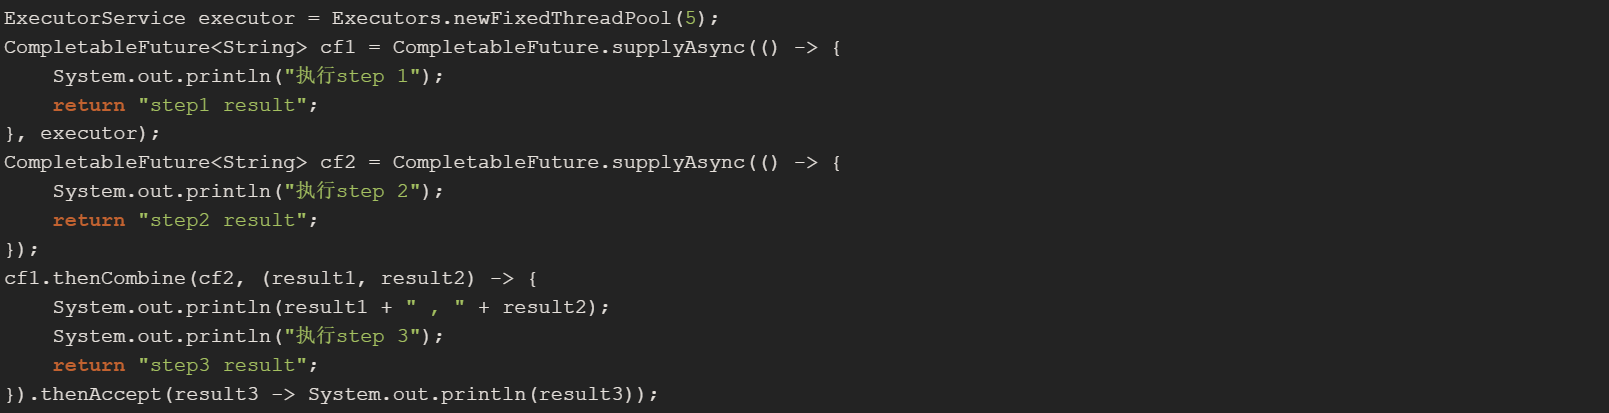 ExecutorService executor = Executors.newFixedThreadPool(5);
CompletableFuture<String> cf1 = CompletableFuture.supplyAsync(() -> {
    System.out.println("执行step 1");
    return "step1 result";
}, executor);
CompletableFuture<String> cf2 = CompletableFuture.supplyAsync(() -> {
    System.out.println("执行step 2");
    return "step2 result";
});
cf1.thenCombine(cf2, (result1, result2) -> {
    System.out.println(result1 + " , " + result2);
    System.out.println("执行step 3");
    return "step3 result";
}).thenAccept(result3 -> System.out.println(result3));